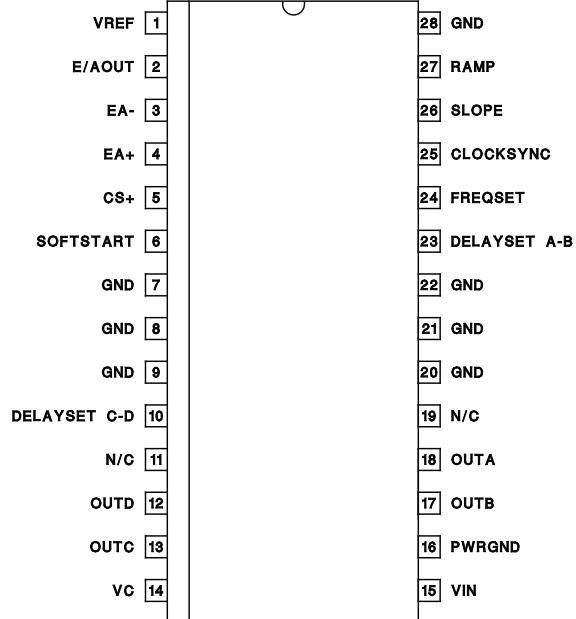 VREF 1 28 GND
E/AOUT 2 27 RAMP
EA- 3 26 SLOPE
EA+ 4 25 CLOCKSYNC
CS+ 5 24 FREQSET
SOFTSTART 6 23 DELAYSET A-B
GND 7 22 GND
GND 8 21 GND
GND 9 20 GND
DELAYSET C-D 10 19 N/C
N/C 11 18 OUTA
OUTD 12 17 OUTB
OUTC 13 16 PWRGND
VC 14 15 VIN